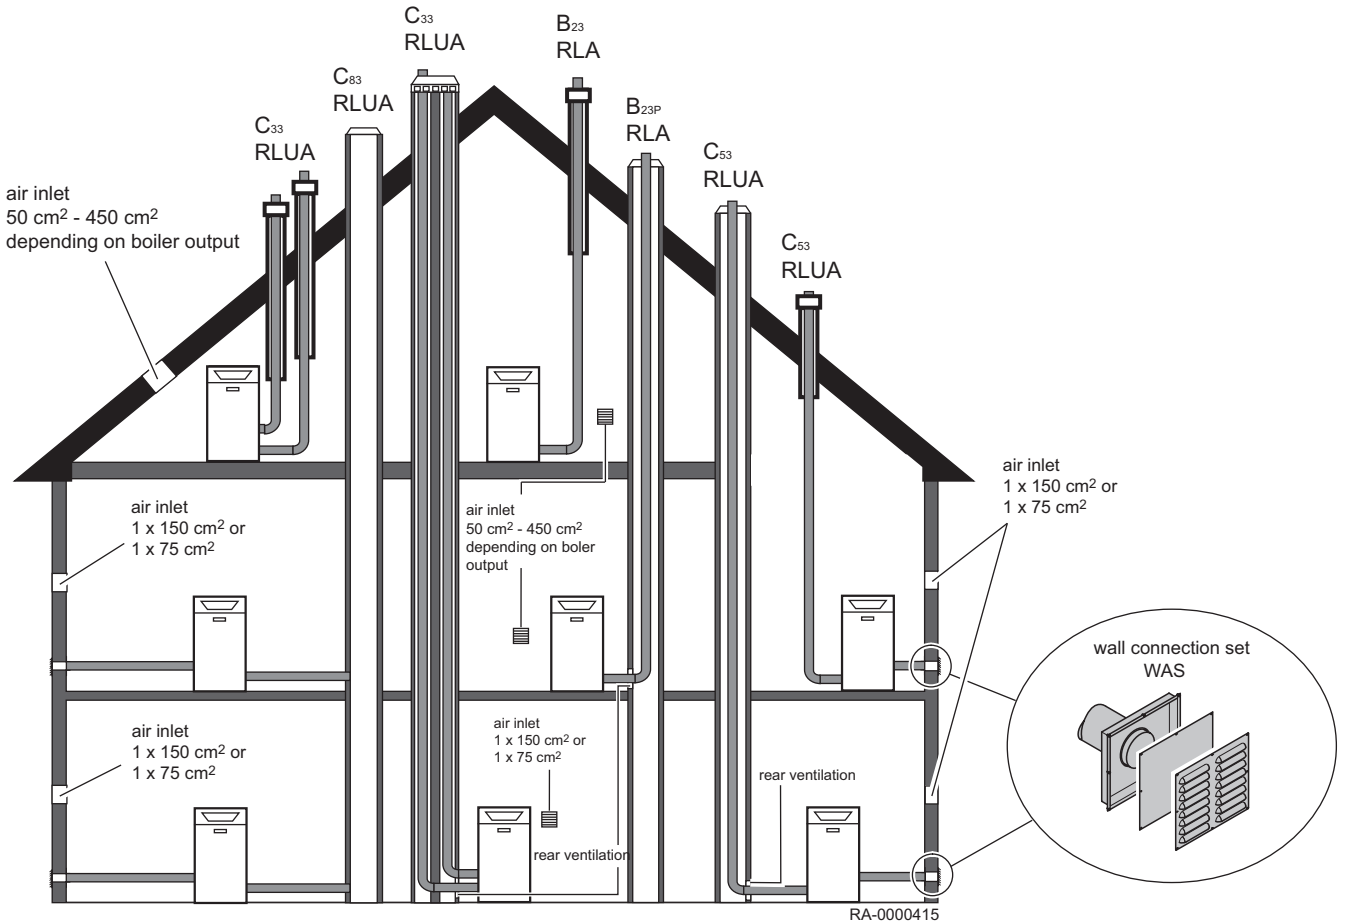 C33
RLUA
B23
RLA
C83
RLUA
B23P
RLA
C33
RLUA
C53
RLUA
air inlet
50 cm2 - 450 cm2
depending on boiler output
C53
RLUA
air inlet
1 x 150 cm2 or
1 x 75 cm2
air inlet
1 x 150 cm2 or
1 x 75 cm2
air inlet
50 cm2 - 450 cm2
depending on boler
output
wall connection set
WAS
air inlet
1 x 150 cm2 or
1 x 75 cm2
air inlet
1 x 150 cm2 or
1 x 75 cm2
rear ventilation
rear ventilation
RA-0000415